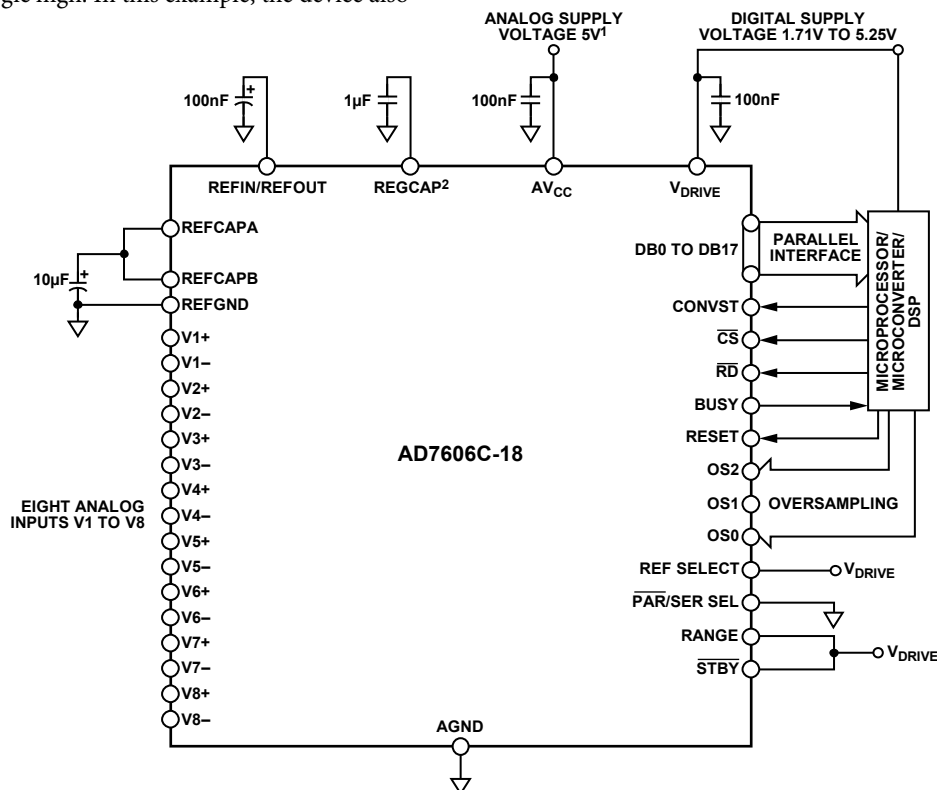 gic high. In this example, the device also
ANALOG SUPPLY
VOLTAGE 5V1
DIGITAL SUPPLY
VOLTAGE 1.71V TO 5.25V
100nF
+
1µF
100nF
100nF
REFIN/REFOUT
REGCAP2
AVCC
VDRIVE
REFCAPA
10µF
+
REFCAPB
REFGND
V1+
V1–
V2+
V2–
V3+
V3–
V4+
V4–
V5+
V5–
V6+
V6–
V7+
V7–
V8+
V8–
EIGHT ANALOG
INPUTS V1 TO V8
AD7606C-18
DB0 TO DB17
PARALLEL
INTERFACE
CONVST
CS
RD
BUSY
RESET
OS2
OS1
OVERSAMPLING
OS0
REF SELECT
VDRIVE
PAR/SER SEL
RANGE
STBY
VDRIVE
MICROPROCESSOR/
MICROCONVERTER/
DSP
AGND